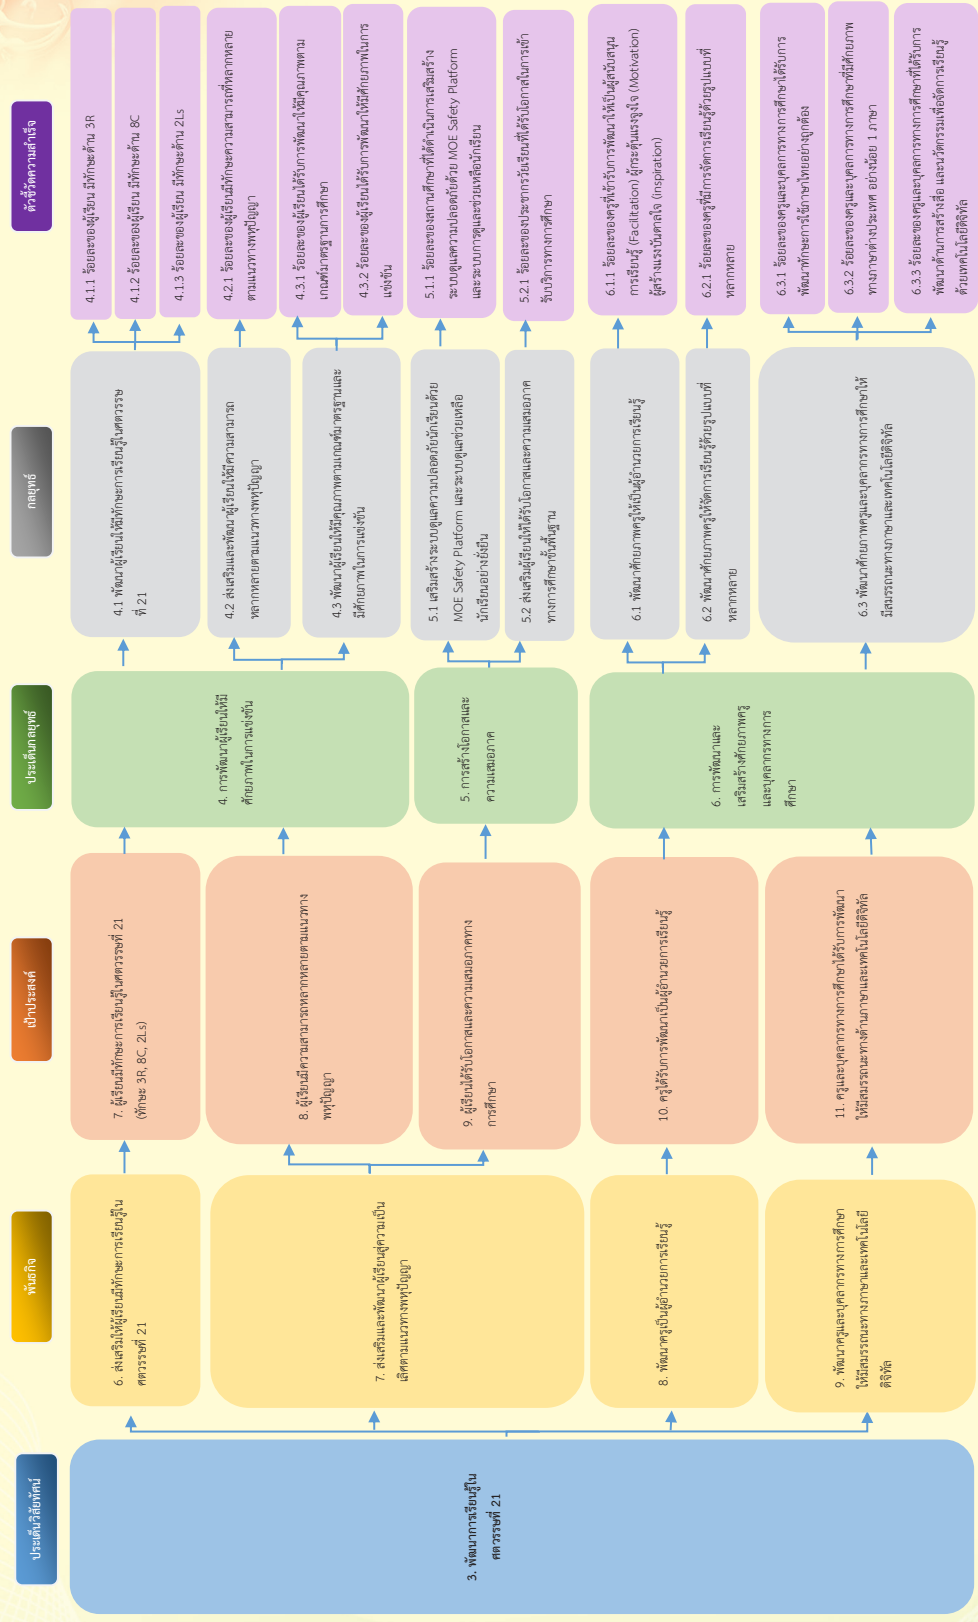 ประเด็นวิสัยทัศน์
พันธกิจ
เป้าประสงค์
ประเด็นกลยุทธ์
กลยุทธ์
ตัวชี้วัดความสำเร็จ
3. พัฒนาการเรียนรู้ใน
ศตวรรษที่ 21
6. ส่งเสริมให้ผู้เรียนมีทักษะการเรียนรู้ใน
ศตวรรษที่ 21
7. ส่งเสริมและพัฒนาผู้เรียนสู่ความเป็น
เลิศตามแนวทางพหุปัญญา
8. พัฒนาครูเป็นผู้อำนวยการเรียนรู้
9. พัฒนาครูและบุคลากรทางการศึกษา
ให้มีสมรรถนะทางภาษาและเทคโนโลยี
ดิจิทัล
7. ผู้เรียนมีทักษะการเรียนรู้ในศตวรรษที่ 21
(ทักษะ 3R, 8C, 2Ls)
8. ผู้เรียนมีความสามารถหลากหลายตามแนวทาง
พหุปัญญา
9. ผู้เรียนได้รับโอกาสและความเสมอภาคทาง
การศึกษา
10. ครูได้รับการพัฒนาเป็นผู้อำนวยการเรียนรู้
11. ครูและบุคลากรทางการศึกษาได้รับการพัฒนา
ให้มีสมรรถนะทางด้านภาษาและเทคโนโลยีดิจิทัล
4. การพัฒนาผู้เรียนให้มี
ศักยภาพในการแข่งขัน
5. การสร้างโอกาสและ
ความเสมอภาค
6. การพัฒนาและ
เสริมสร้างศักยภาพครู
และบุคลากรทางการ
ศึกษา
4.1 พัฒนาผู้เรียนให้มีทักษะการเรียนรู้ในศตวรรษ
ที่ 21
4.2 ส่งเสริมและพัฒนาผู้เรียนให้มีความสามารถ
หลากหลายตามแนวทางพหุปัญญา
4.3 พัฒนาผู้เรียนให้มีคุณภาพตามเกณฑ์มาตรฐานและ
มีศักยภาพในการแข่งขัน
5.1 เสริมสร้างระบบดูแลความปลอดภัยนักเรียนด้วย
MOE Safety Platform และระบบดูแลช่วยเหลือ
นักเรียนอย่างยั่งยืน
5.2 ส่งเสริมผู้เรียนให้ได้รับโอกาสและความเสมอภาค
ทางการศึกษาขั้นพื้นฐาน
6.1 พัฒนาศักยภาพครูให้เป็นผู้อำนวยการเรียนรู้
6.2 พัฒนาศักยภาพครูให้จัดการเรียนรู้ด้วยรูปแบบที่
หลากหลาย
6.3 พัฒนาศักยภาพครูและบุคลากรทางการศึกษาให้
มีสมรรถนะทางภาษาและเทคโนโลยีดิจิทัล
4.1.1 ร้อยละของผู้เรียน มีทักษะด้าน 3R
4.1.2 ร้อยละของผู้เรียน มีทักษะด้าน 8C
4.1.3 ร้อยละของผู้เรียน มีทักษะด้าน 2Ls
4.2.1 ร้อยละของผู้เรียนมีทักษะความสามารถที่หลากหลาย
ตามแนวทางพหุปัญญา
4.3.1 ร้อยละของผู้เรียนได้รับการพัฒนาให้มีคุณภาพตาม
เกณฑ์มาตรฐานการศึกษา
4.3.2 ร้อยละของผู้เรียนได้รับการพัฒนาให้มีศักยภาพในการ
แข่งขัน
5.1.1 ร้อยละของสถานศึกษาที่ได้ดำเนินการเสริมสร้าง
ระบบดูแลความปลอดภัยด้วย MOE Safety Platform
และระบบการดูและช่วยเหลือนักเรียน
5.2.1 ร้อยละของประชากรวัยเรียนที่ได้รับโอกาสในการเข้า
รับบริการทางการศึกษา
6.1.1 ร้อยละของครูที่เข้ารับการพัฒนาให้เป็นผู้สนับสนุน
การเรียนรู้ (Facilitation) ผู้กระตุ้นแรงจูงใจ (Motivation)
ผู้สร้างแรงบันดาลใจ (inspiration)
6.2.1 ร้อยละของครูที่มีการจัดการเรียนรู้ด้วยรูปแบบที่
หลากหลาย
6.3.1 ร้อยละของครูและบุคลการทางการศึกษาได้รับการ
พัฒนาทักษะการใช้ภาษาไทยอย่างถูกต้อง
6.3.2 ร้อยละของครูและบุคลการทางการศึกษาที่มีศักยภาพ
ทางภาษาต่างประเทศ อย่างน้อย 1 ภาษา
6.3.3 ร้อยละของครูและบุคลการทางการศึกษาที่ได้รับการ
พัฒนาด้านการสร้างสื่อ และนวัตกรรมเพื่อจัดการเรียนรู้
ด้วยเทคโนโลยีดิจิทัล